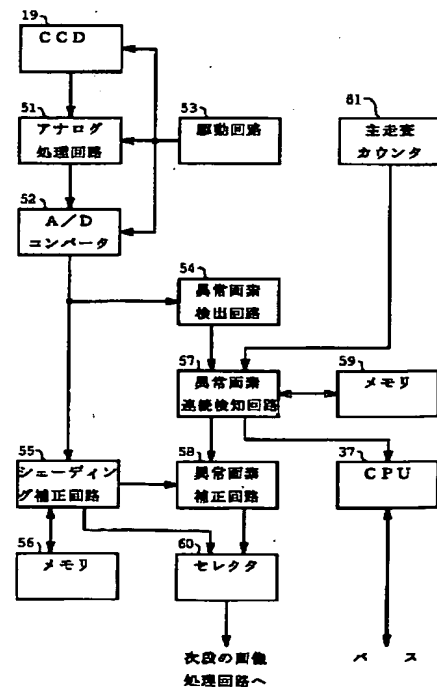 19
CCD
51
アナログ
処理回路
53
駆動回路
61
主走査
カウンタ
52
A/D
コンバータ
54
異常画素
検出回路
57
異常画素
連続検知回路
59
メモリ
55
シェーディン
グ補正回路
58
異常画素
補正回路
37
CPU
56
メモリ
60
セレクタ
次段の画像
処理回路へ
バス